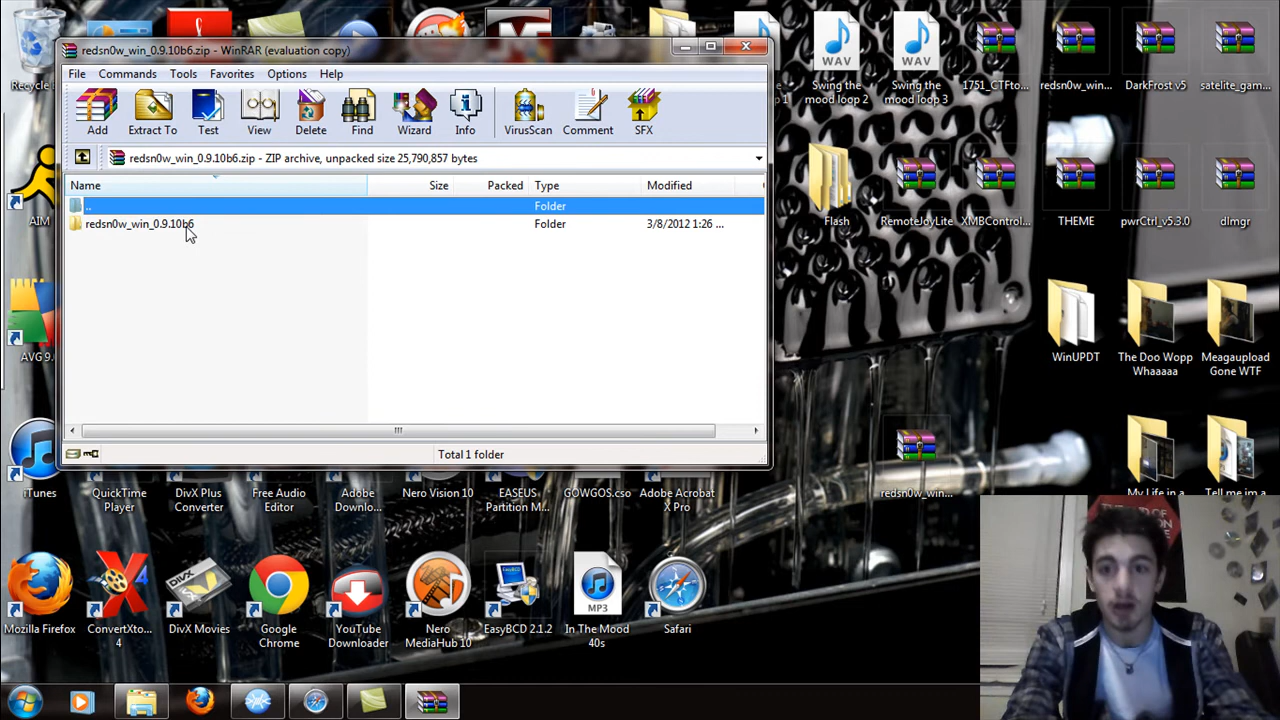 redsn0w_win_0.9.10b6.zip - WinRAR (evaluation copy)
File Commands Tools Favorites Options Help
Add Extract To Test View Delete Find Wizard Info VirusScan Comment SFX
redsn0w_win_0.9.10b6.zip - ZIP archive, unpacked size 25,790,857 bytes
Name Size Packed Type Modified
.. Folder
redsn0w_win_0.9.10b6 Folder 3/8/2012 1:26 ...
Total 1 folder
Recycle
AIM
AVG 9.
iTunes
QuickTime Player
DivX Plus Converter
Free Audio Editor
Adobe Downlo...
Nero Vision 10
EASEUS Partition M...
GOWGOS.cso
Adobe Acrobat X Pro
Mozilla Firefox
ConvertXto... 4
DivX Movies
Google Chrome
YouTube Downloader
Nero MediaHub 10
EasyBCD 2.1.2
MP3
In The Mood 40s
Safari
WAV
Swing the mood loop 2
WAV
Swing the mood loop 3
1751_CTFto...
redsn0w_win...
DarkFrost v5
satelite_gam...
Flash
RemoteJoyLite
XMBControl...
THEME
pwrCtrl_v5.3.0
dlmgr
WinUPDT
The Doo Wopp Whaaaaa
Meagaupload Gone WTF
redsn0w_win...
My Life in a
Tell me im a